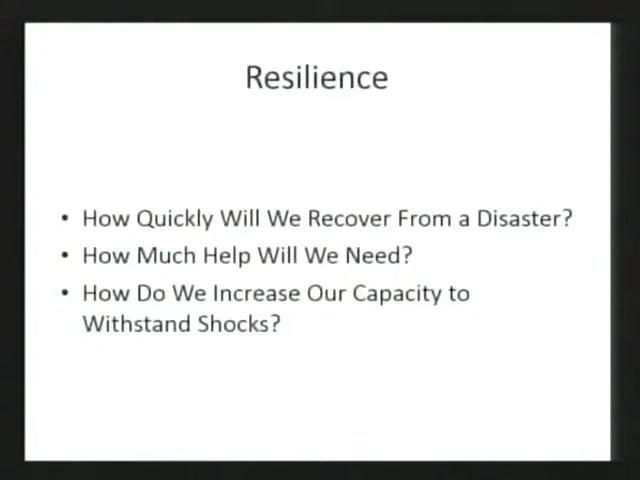 Resilience
• How Quickly Will We Recover From a Disaster?
• How Much Help Will We Need?
• How Do We Increase Our Capacity to
Withstand Shocks?